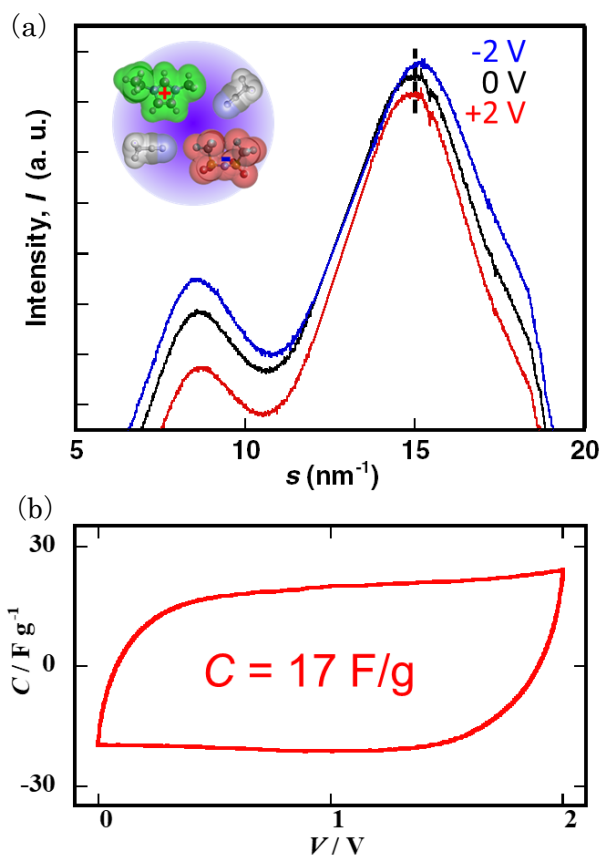 (a)
-2 V
0 V
+2 V
+
-
Intensity, I (a. u.)
5
10
15
20
s (nm⁻¹)
(b)
30
0
-30
C / F g⁻¹
C = 17 F/g
0
1
2
V / V